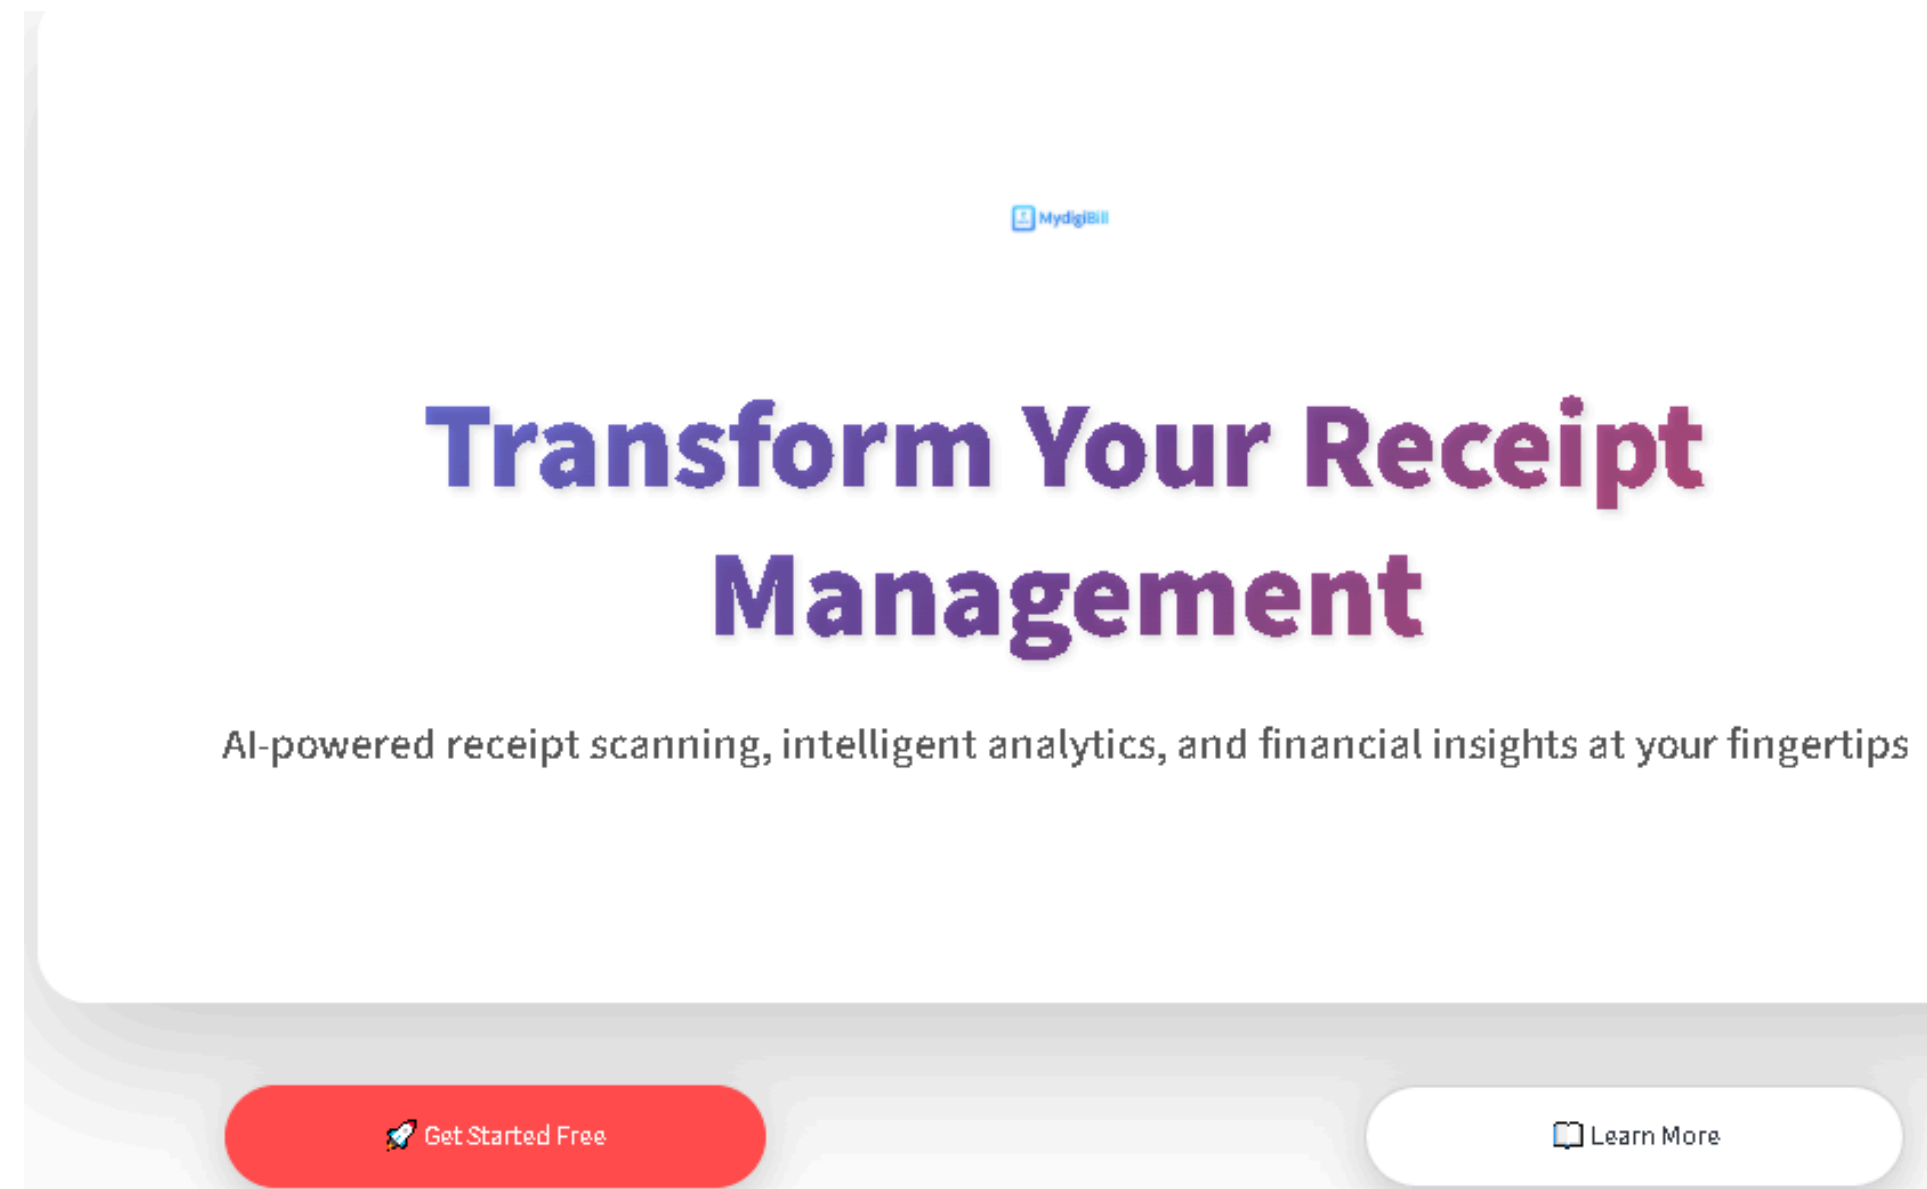 MydigiBill
Transform Your Receipt
Management
AI-powered receipt scanning, intelligent analytics, and financial insights at your fingertips
🚀 Get Started Free
📖 Learn More